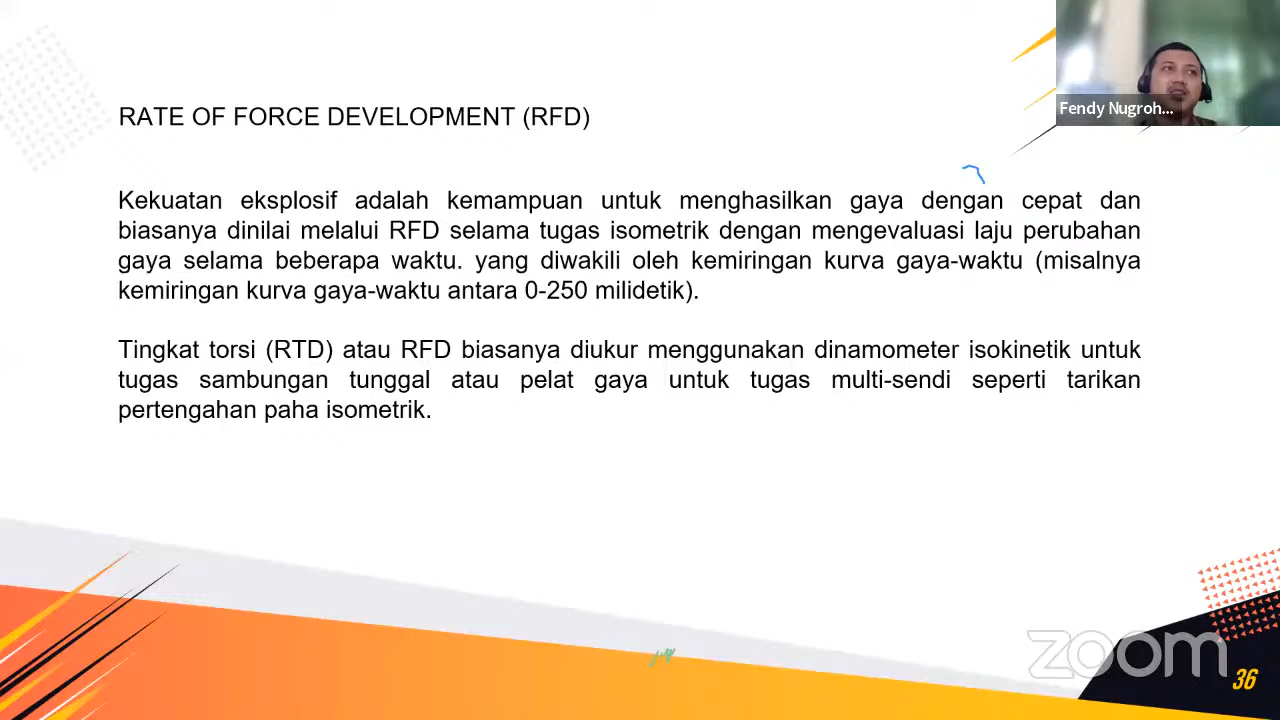 Fendy Nugroh...
RATE OF FORCE DEVELOPMENT (RFD)
Kekuatan eksplosif adalah kemampuan untuk menghasilkan gaya dengan cepat dan
biasanya dinilai melalui RFD selama tugas isometrik dengan mengevaluasi laju perubahan
gaya selama beberapa waktu. yang diwakili oleh kemiringan kurva gaya-waktu (misalnya
kemiringan kurva gaya-waktu antara 0-250 milidetik).
Tingkat torsi (RTD) atau RFD biasanya diukur menggunakan dinamometer isokinetik untuk
tugas sambungan tunggal atau pelat gaya untuk tugas multi-sendi seperti tarikan
pertengahan paha isometrik.
zoom
36